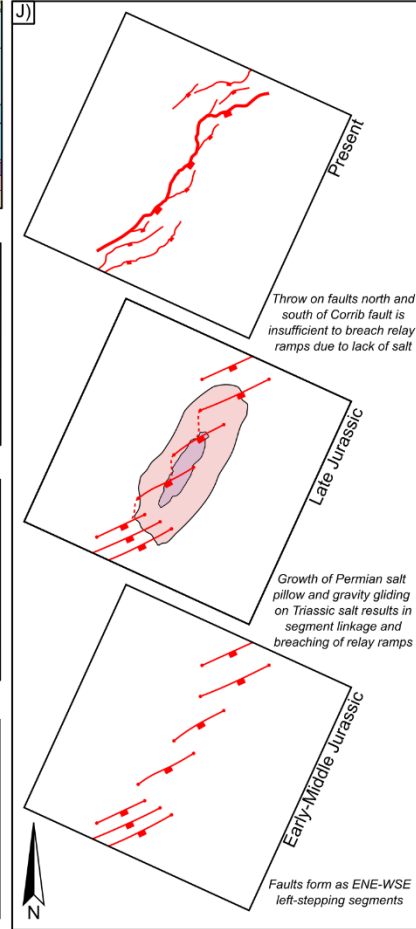 J)
Present
Throw on faults north and
south of Corrib fault is
insufficient to breach relay
ramps due to lack of salt
Late Jurassic
Growth of Permian salt
pillow and gravity gliding
on Triassic salt results in
segment linkage and
breaching of relay ramps
Early-Middle Jurassic
Faults form as ENE-WSE
left-stepping segments
N